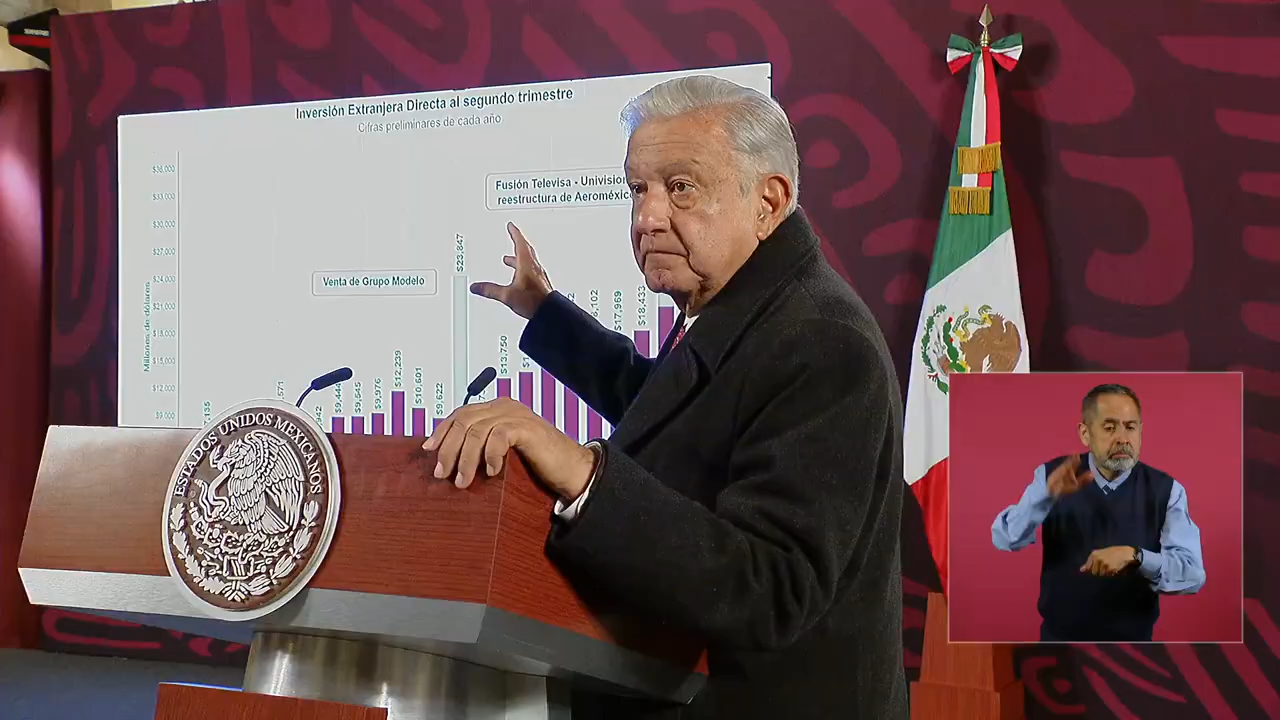 Inversión Extranjera Directa al segundo trimestre
Cifras preliminares de cada año
Fusión Televisa - Univision
reestructura de Aeroméxico
Venta de Grupo Modelo
Millones de dólares
$36,000
$33,000
$30,000
$27,000
$24,000
$21,000
$18,000
$15,000
$12,000
$9,000
$9,444
$9,645
$9,976
$12,239
$10,601
$9,622
$23,847
$13,750
$17,969
$18,433
ESTADOS UNIDOS MEXICANOS